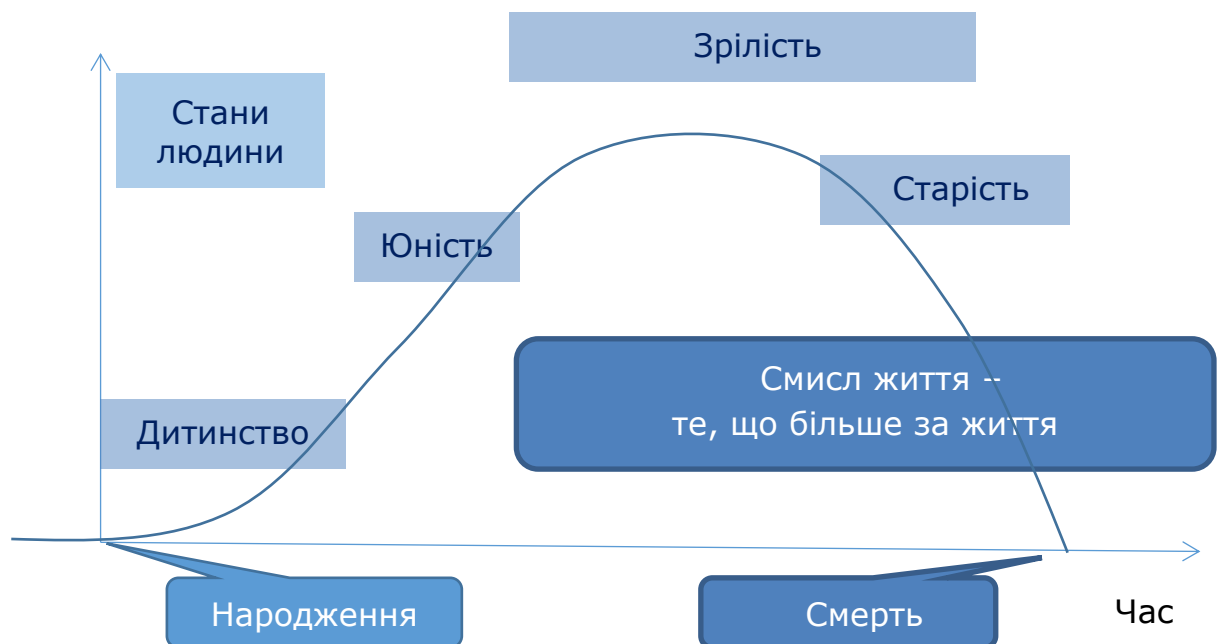 Зрілість
Стани
людини
Старість
Юність
Смисл життя –
те, що більше за життя
Дитинство
Народження
Смерть
Час